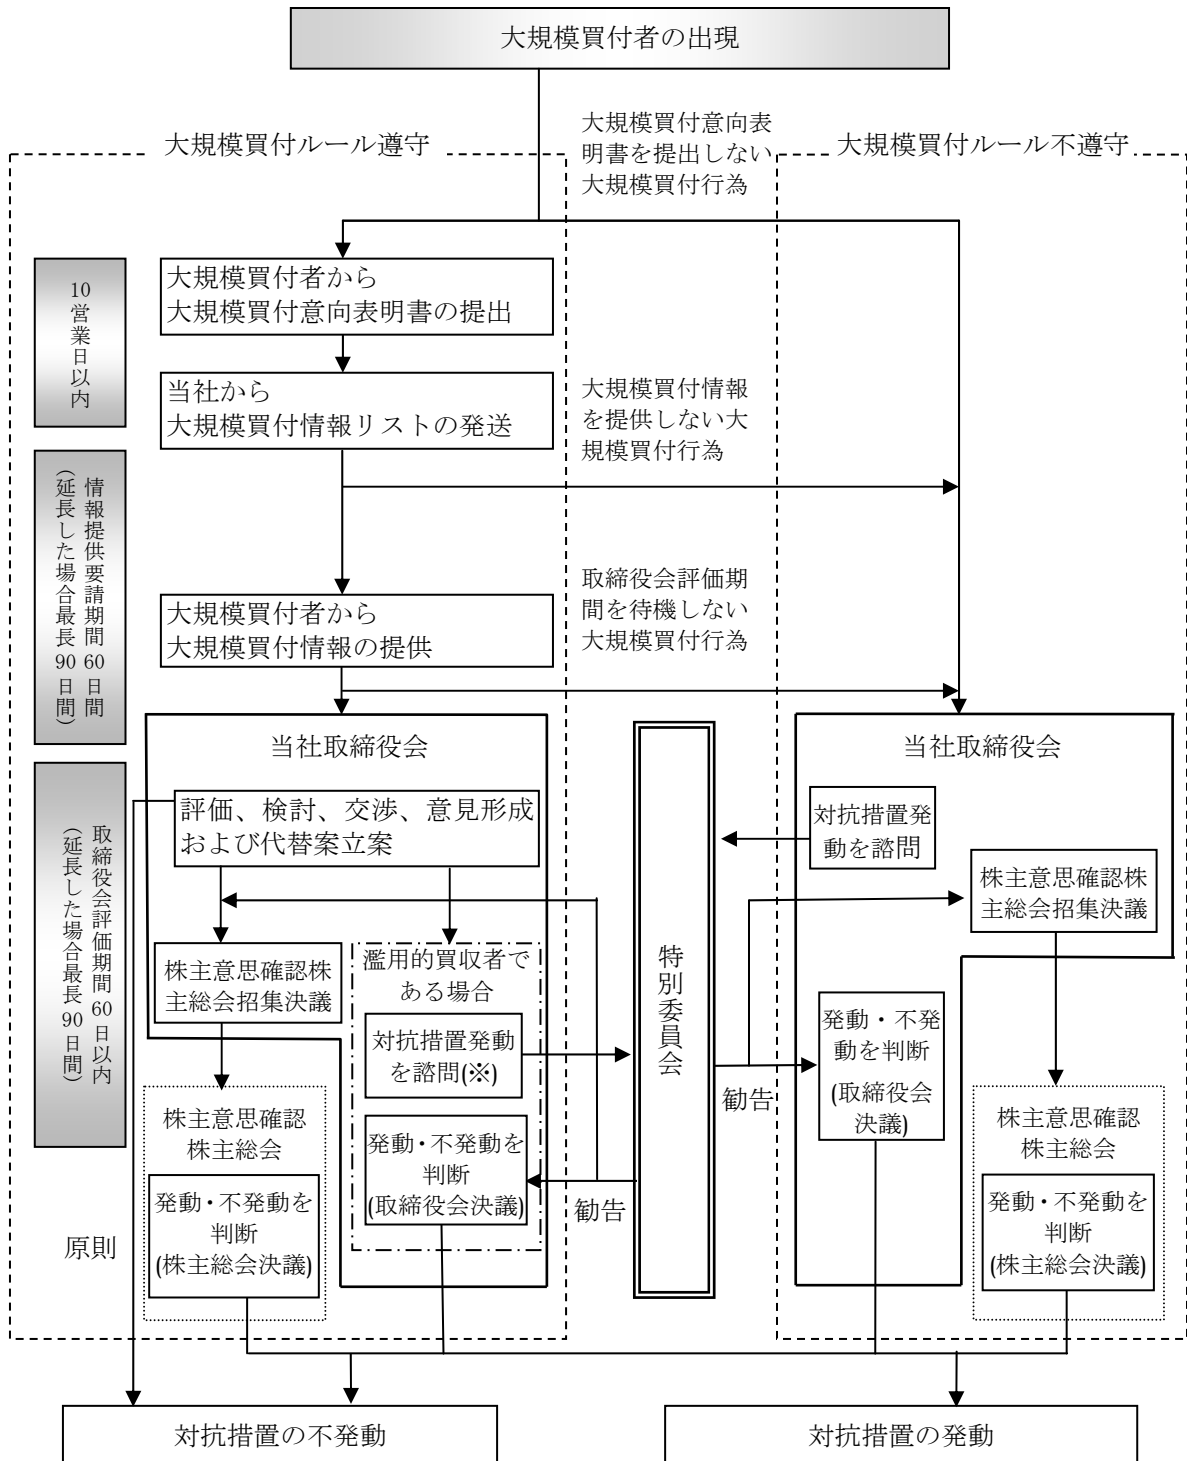 大規模買付者の出現
大規模買付ルール遵守
大規模買付意向表
明書を提出しない
大規模買付行為
大規模買付ルール不遵守
10営業日以内
大規模買付者から
大規模買付意向表明書の提出
当社から
大規模買付情報リストの発送
大規模買付情報
を提供しない大
規模買付行為
情報提供要請期間 60 日間
(延長した場合最長 90 日間)
大規模買付者から
大規模買付情報の提供
取締役会評価期
間を待機しない
大規模買付行為
取締役会評価期間 60 日以内
(延長した場合最長 90 日間)
当社取締役会
評価、検討、交渉、意見形成
および代替案立案
株主意思確認株
主総会招集決議
濫用的買収者で
ある場合
対抗措置発動
を諮問(※)
発動・不発動を
判断
(取締役会決議)
株主意思確認
株主総会
発動・不発動を
判断
(株主総会決議)
原則
勧告
特別委員会
勧告
当社取締役会
対抗措置発
動を諮問
株主意思確認株
主総会招集決議
発動・不発
動を判断
(取締役会
決議)
株主意思確認
株主総会
発動・不発動を
判断
(株主総会決議)
対抗措置の不発動
対抗措置の発動